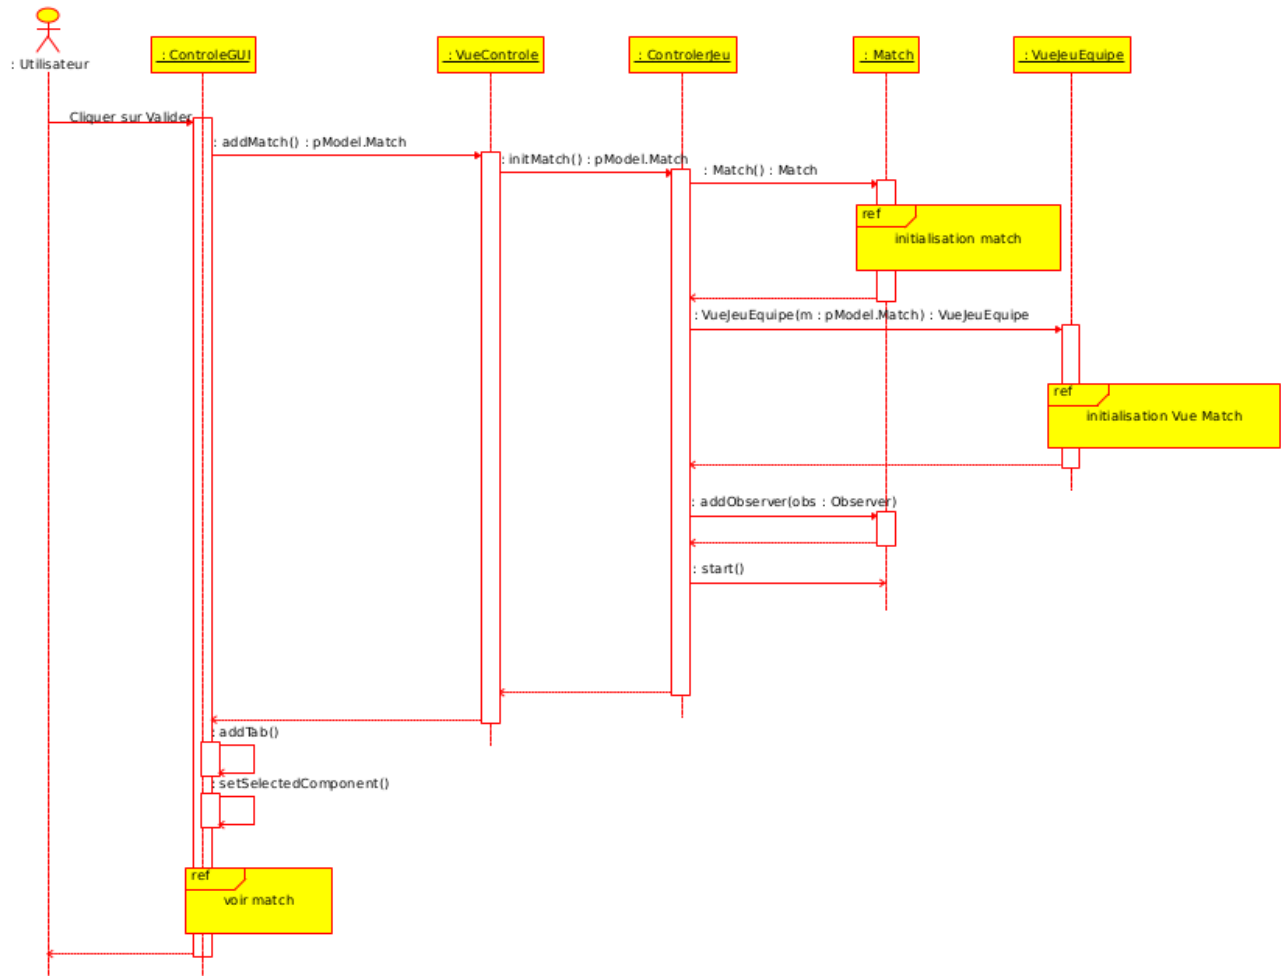 : Utilisateur
: ControleGUI
: VueControle
: ControlerJeu
: Match
: VueJeuEquipe
Cliquer sur Valider
: addMatch() : pModel.Match
: initMatch() : pModel.Match
: Match() : Match
ref
initialisation match
: VueJeuEquipe(m : pModel.Match) : VueJeuEquipe
ref
initialisation Vue Match
: addObserver(obs : Observer)
: start()
: addTab()
: setSelectedComponent()
ref
voir match